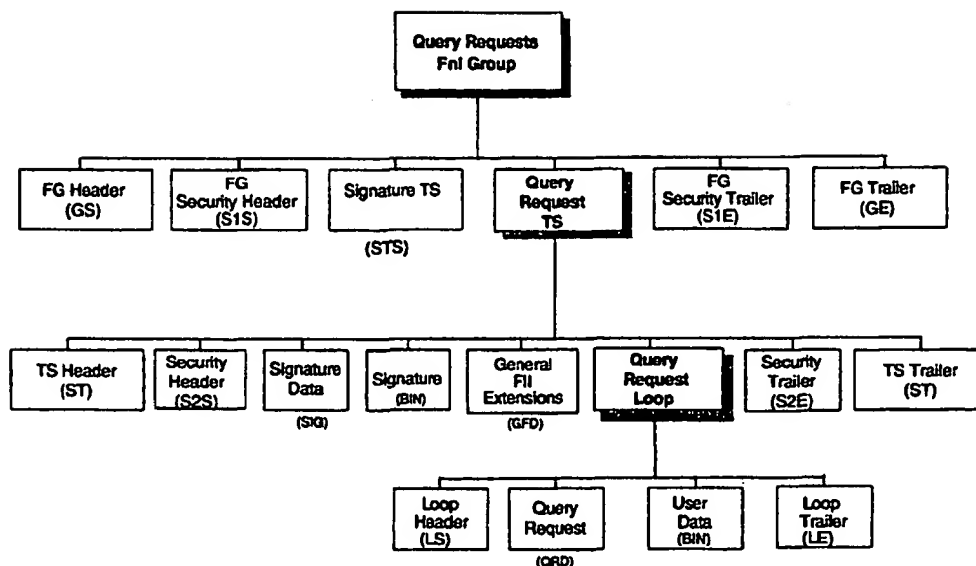 Query Requests
Fnl Group
FG Header
(GS)
FG
Security Header
(S1S)
Signature TS
(STS)
Query
Request
TS
FG
Security Trailer
(S1E)
FG Trailer
(GE)
TS Header
(ST)
Security
Header
(S2S)
Signature
Data
(SIG)
Signature
(BIN)
General
FII
Extensions
(GFD)
Query
Request
Loop
Security
Trailer
(S2E)
TS Trailer
(ST)
Loop
Header
(LS)
Query
Request
(QRD)
User
Data
(BIN)
Loop
Trailer
(LE)